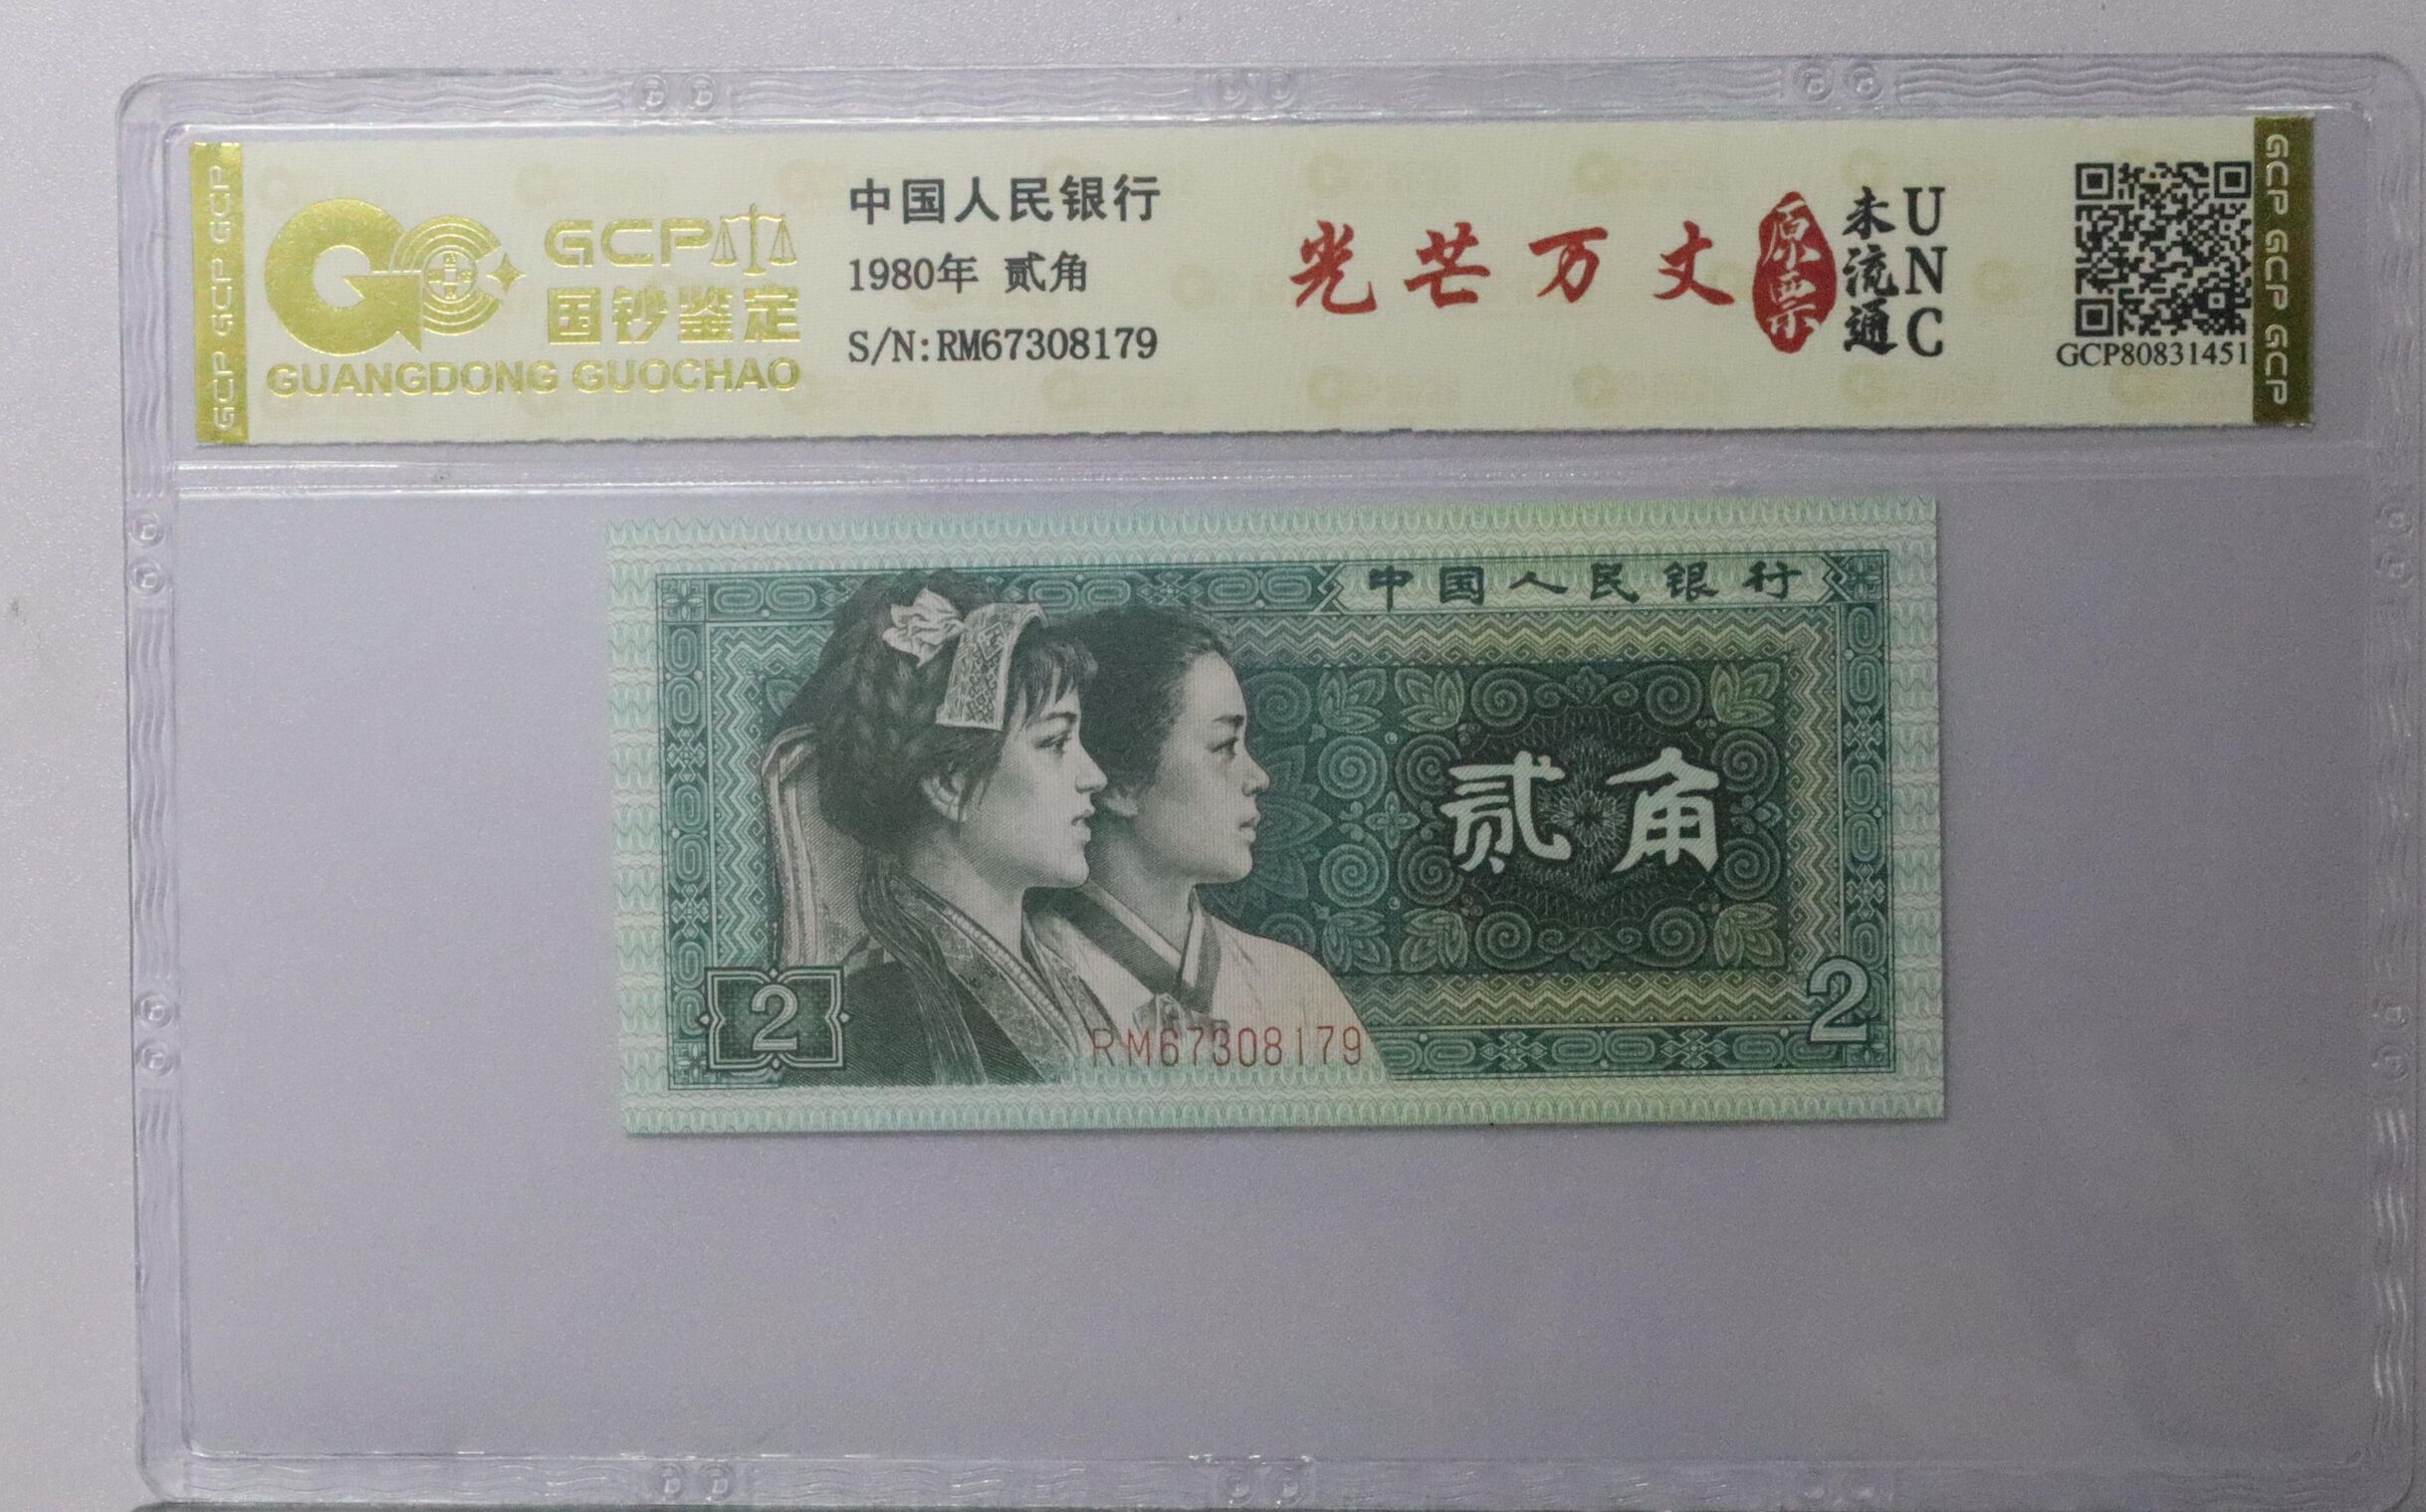 GCP GCP GCP
GCP
国钞鉴定
GUANGDONG GUOCHAO
中国人民银行
1980年 贰角
S/N:RM67308179
光芒万丈
原票
未流通
UNC
GCP80831451
GCP GCP GCP
中国人民银行
贰角
2
2
RM67308179